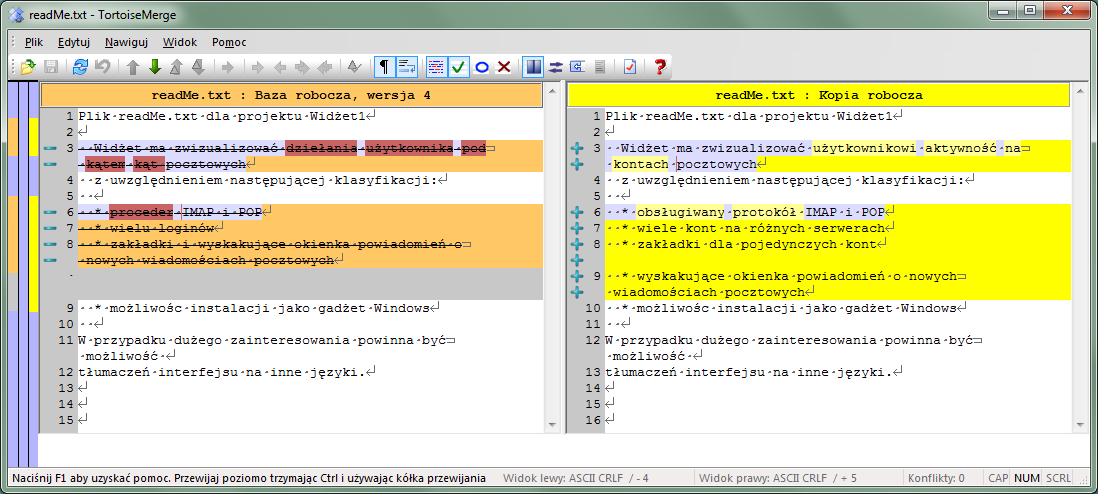 readMe.txt - TortoiseMerge
Plik Edytuj Nawiguj Widok Pomoc
readMe.txt : Baza robocza, wersja 4
1 Plik readMe.txt dla projektu Widżet1
2
3 Widżet ma zwizualizować dziełania użytkownika pod
kątem kąt pocztowych
4 z uwzględnieniem następującej klasyfikacji:
5
6 * proceder IMAP i POP
7 * wielu loginów
8 * zakładki i wyskakujące okienka powiadomień o
nowych wiadomościach pocztowych
9 * możliwośc instalacji jako gadżet Windows
10
11 W przypadku dużego zainteresowania powinna być
możliwość
12 tłumaczeń interfejsu na inne języki.
13
14
15
readMe.txt : Kopia robocza
1 Plik readMe.txt dla projektu Widżet1
2
3 Widżet ma zwizualizować użytkownikowi aktywność na
kontach pocztowych
4 z uwzględnieniem następującej klasyfikacji:
5
6 * obsługiwany protokół IMAP i POP
7 * wiele kont na różnych serwerach
8 * zakładki dla pojedynczych kont
9 * wyskakujące okienka powiadomień o nowych
wiadomościach pocztowych
10 * możliwośc instalacji jako gadżet Windows
11
12 W przypadku dużego zainteresowania powinna być
możliwość
13 tłumaczeń interfejsu na inne języki.
14
15
16
Naciśnij F1 aby uzyskać pomoc. Przewijaj poziomo trzymając Ctrl i używając kółka przewijania Widok lewy: ASCII CRLF / - 4 Widok prawy: ASCII CRLF / + 5 Konflikty: 0 CAP NUM SCRL